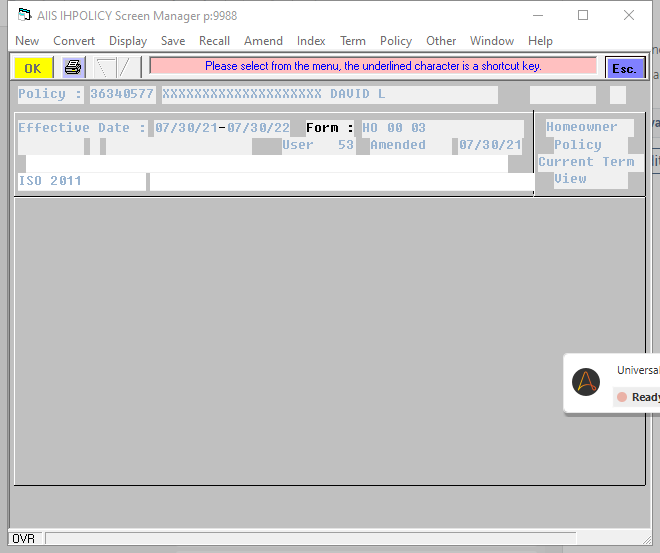 AIIS IHPOLICY Screen Manager p:9988
New Convert Display Save Recall Amend Index Term Policy Other Window Help
OK Please select from the menu, the underlined character is a shortcut key. Esc.
Policy : 36340577 XXXXXXXXXXXXXXXXXXXX DAVID L
Effective Date : 07/30/21-07/30/22 Form : HO 00 03
User 53 Amended 07/30/21
ISO 2011
Homeowner
Policy
Current Term
View
Universal
Ready
OVR